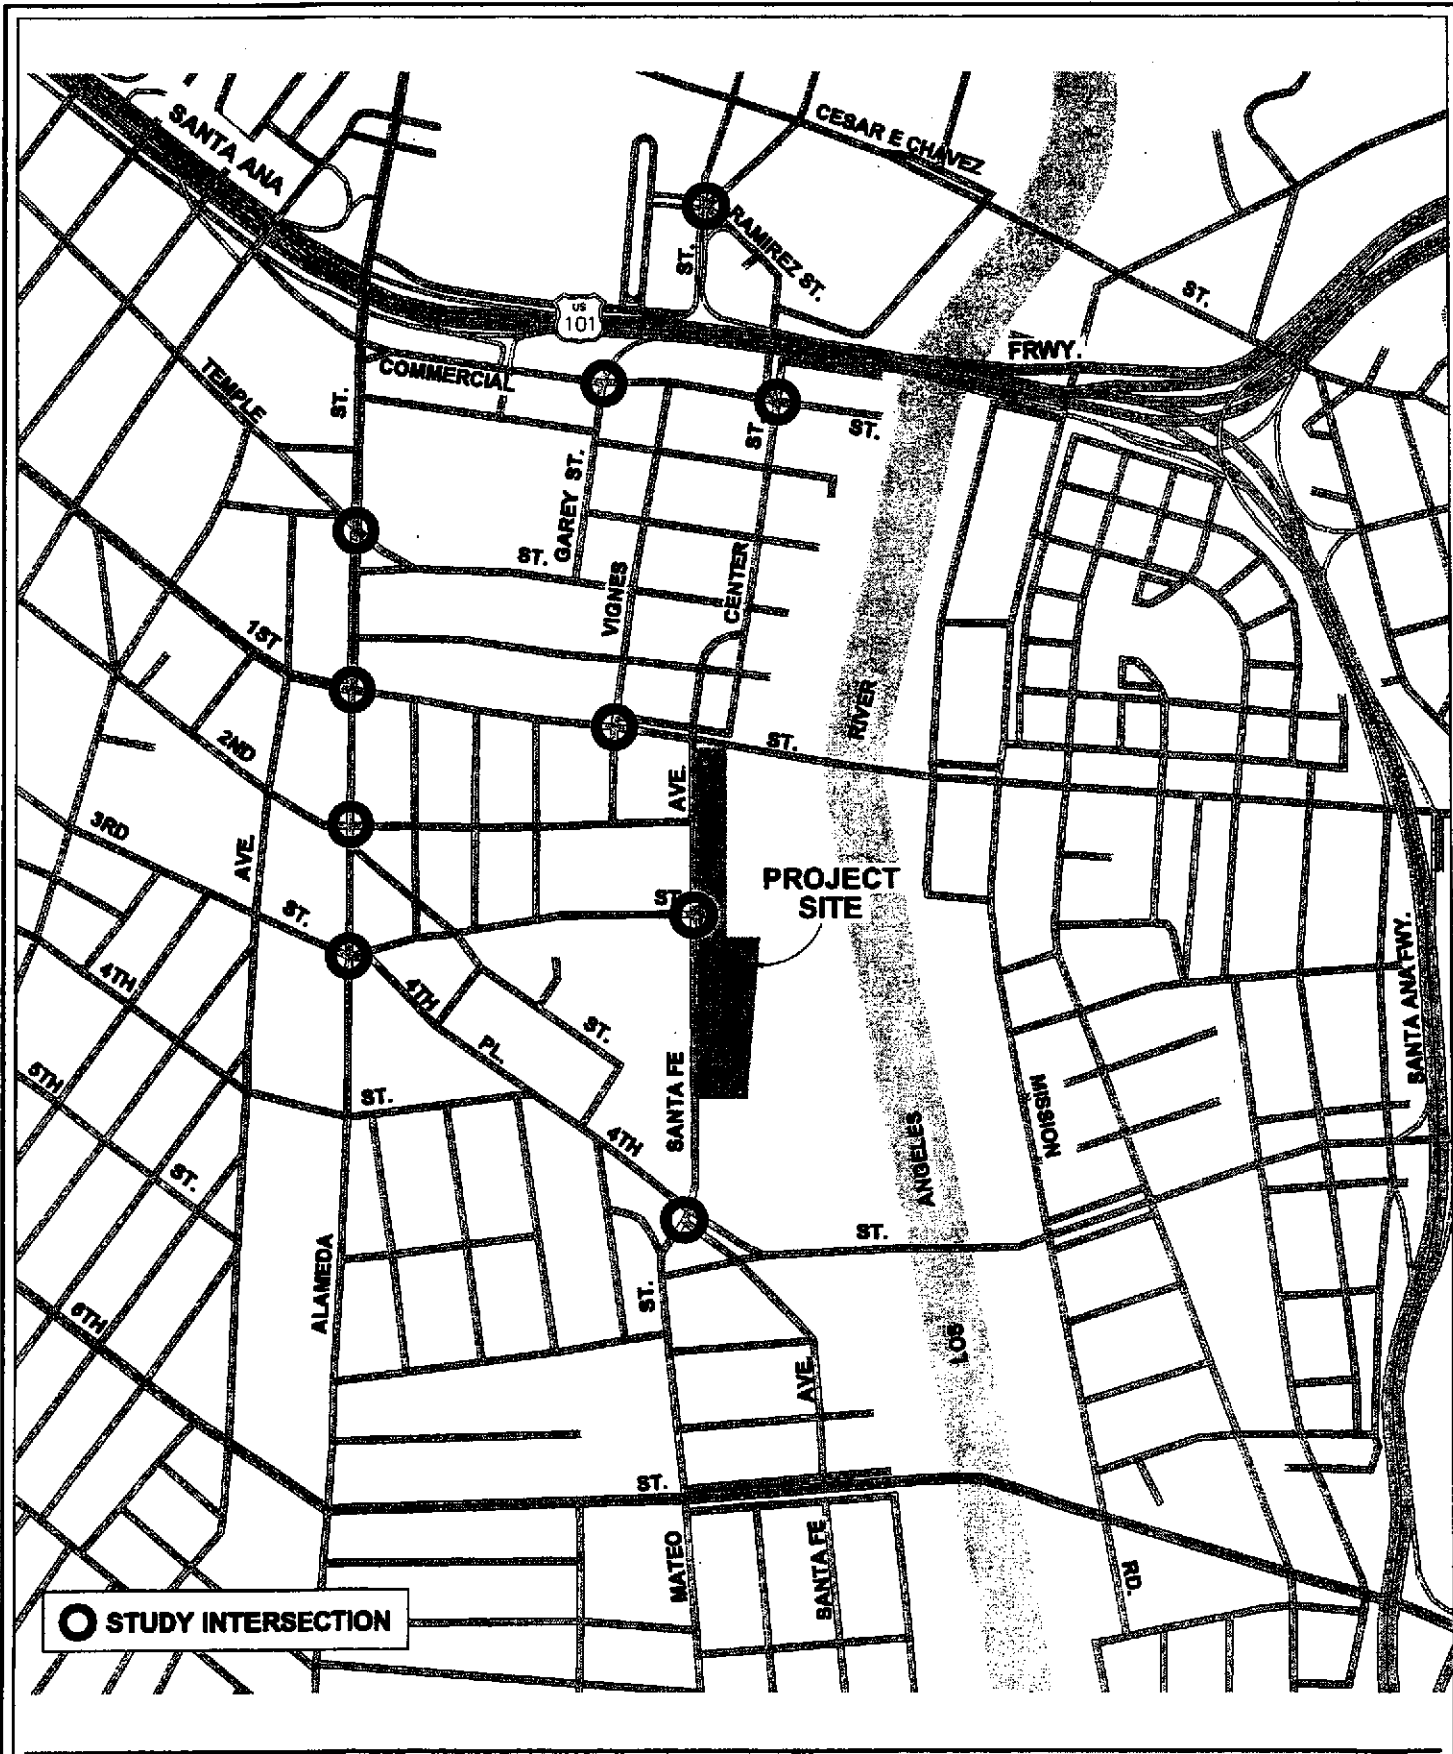 SANTA ANA
CESAR E CHAVEZ
RAMIREZ ST.
ST.
ST.
US
101
FRWY.
COMMERCIAL
TEMPLE
ST.
ST.
ST.
GAREY ST.
ST.
VIGNES
CENTER
1ST
RIVER
2ND
ST.
AVE.
3RD
AVE.
PROJECT
SITE
ST.
ST.
4TH
4TH
ST.
PL.
SANTA ANA FWY.
5TH
ST.
SANTA FE
MISSION
4TH
ANGELES
ST.
ST.
ALAMEDA
ST.
6TH
LOS
AVE.
ST.
MATEO
SANTA FE
RD.
STUDY INTERSECTION